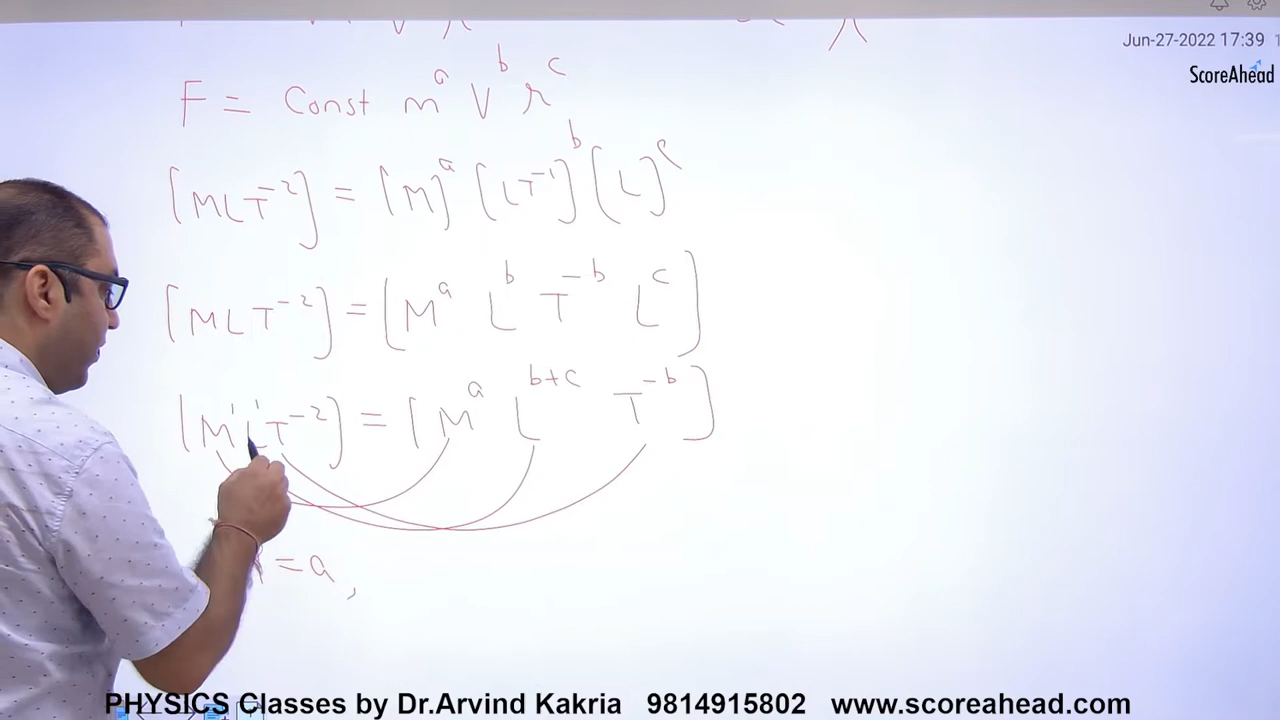 Jun-27-2022 17:39
ScoreAhead
F = Const m^a V^b r^c
[MLT^-2] = [M]^a [LT^-1]^b [L]^c
[MLT^-2] = [M^a L^b T^-b L^c]
[M^1 L^1 T^-2] = [M^a L^b+c T^-b]
= a,
PHYSICS Classes by Dr.Arvind Kakria 9814915802 www.scoreahead.com